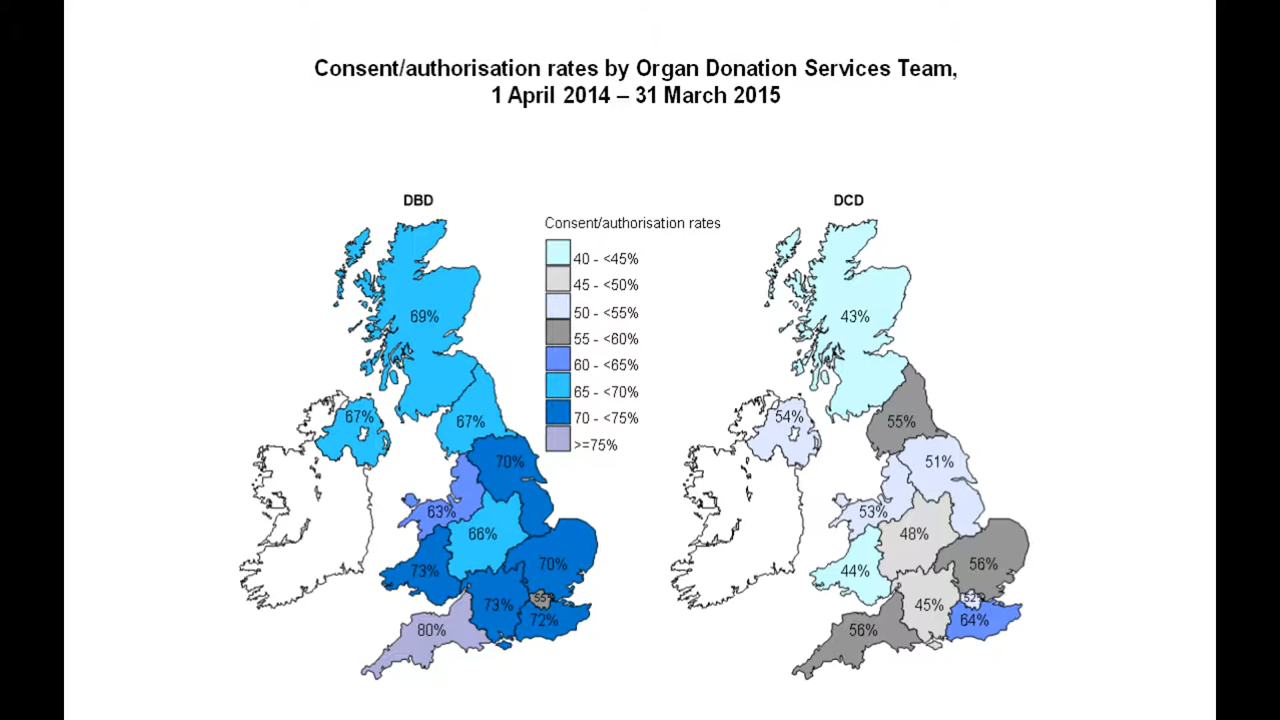 Consent/authorisation rates by Organ Donation Services Team,
1 April 2014 – 31 March 2015
DBD
DCD
Consent/authorisation rates
40 - <45%
45 - <50%
50 - <55%
55 - <60%
60 - <65%
65 - <70%
70 - <75%
>=75%
69%
67%
67%
70%
63%
66%
73%
70%
73%
55%
72%
80%
43%
54%
55%
51%
53%
48%
44%
56%
45%
52%
64%
56%